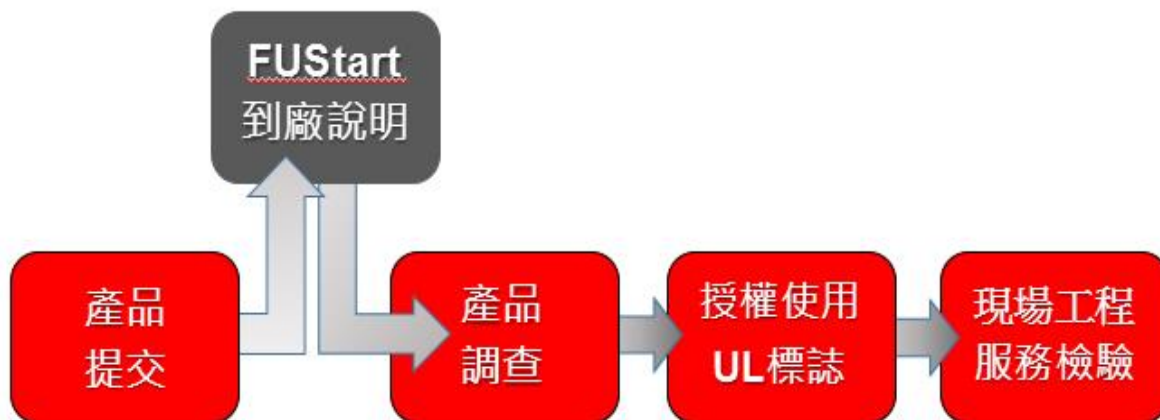 FUStart
到廠說明
產品
提交
產品
調查
授權使用
UL標誌
現場工程
服務檢驗